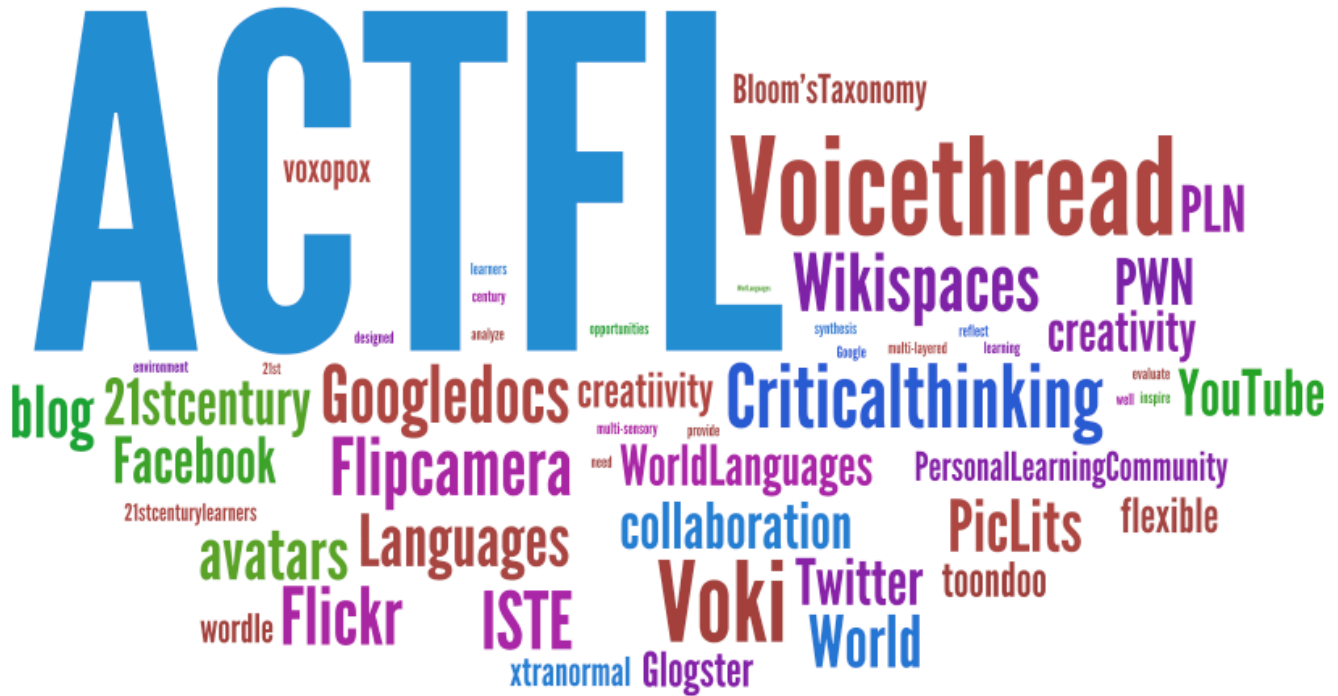 ACTFL
Bloom'sTaxonomy
voxopox
Voicethread
PLN
learners
Wikispaces
PWN
century
designed
analyze
opportunities
synthesis
reflect
creativity
Google
multi-layered
learning
environment
21st
blog
21stcentury
Googledocs
creatiivity
Criticalthinking
evaluate
well
inspire
YouTube
multi-sensory
provide
Facebook
Flipcamera
need
WorldLanguages
PersonalLearningCommunity
21stcenturylearners
avatars
Languages
collaboration
PicLits
flexible
wordle
Flickr
ISTE
Voki
Twitter
toondoo
World
xtranormal
Glogster